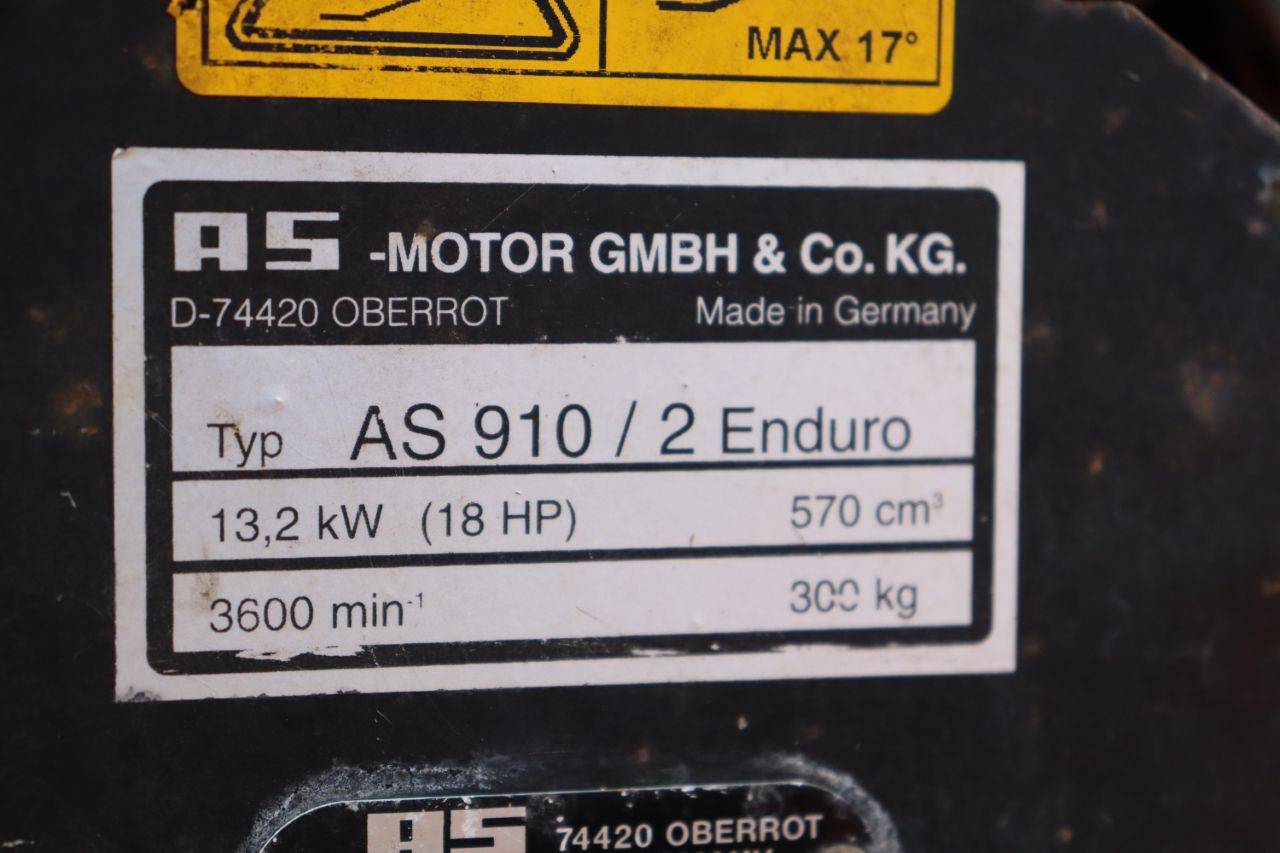 MAX 17°
AS -MOTOR GMBH & Co. KG.
D-74420 OBERROT Made in Germany
Typ AS 910 / 2 Enduro
13,2 kW (18 HP) 570 cm³
3600 min⁻¹ 300 kg
AS 74420 OBERROT